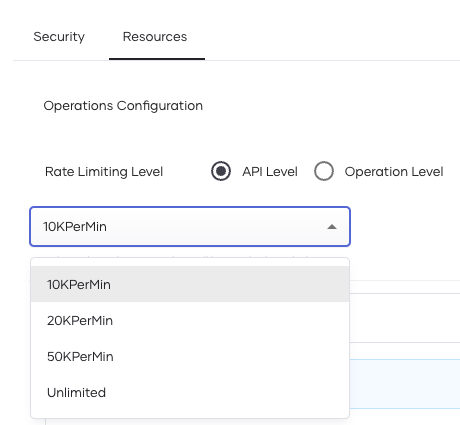 Security Resources
Operations Configuration
Rate Limiting Level API Level Operation Level
10KPerMin
10KPerMin
20KPerMin
50KPerMin
Unlimited